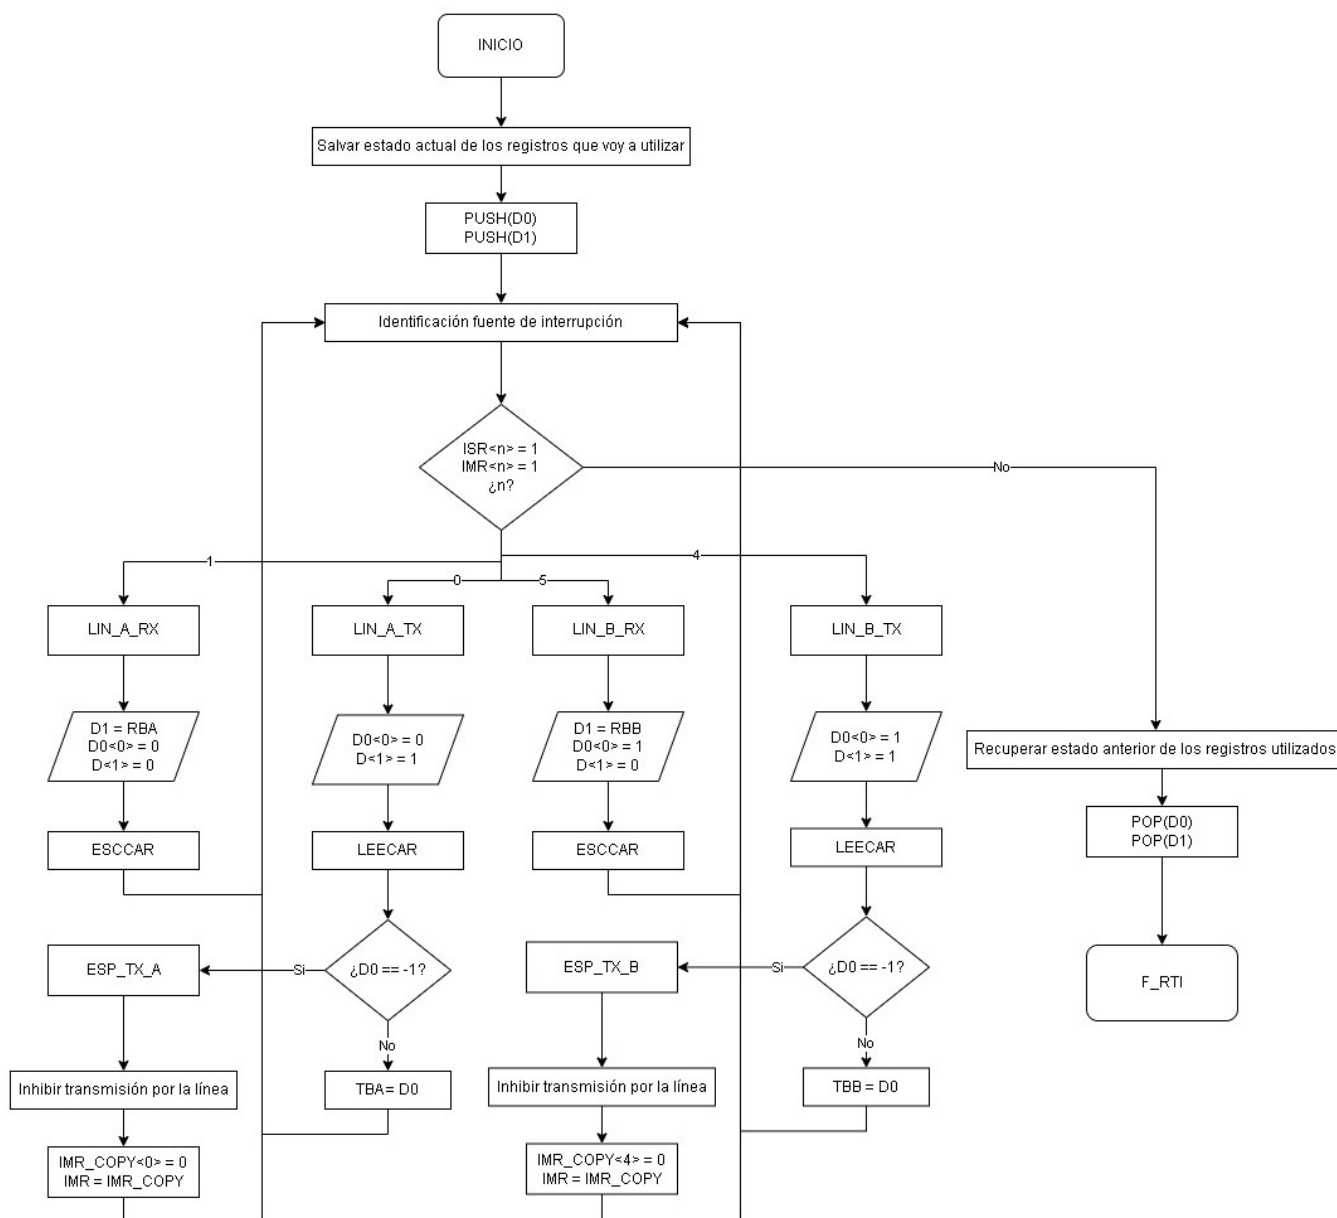 INICIO
Salvar estado actual de los registros que voy a utilizar
PUSH(D0)
PUSH(D1)
Identificación fuente de interrupción
ISR<n> = 1
IMR<n> = 1
¿n?
No
1
0
5
4
LIN_A_RX
LIN_A_TX
LIN_B_RX
LIN_B_TX
D1 = RBA
D0<0> = 0
D<1> = 0
D0<0> = 0
D<1> = 1
D1 = RBB
D0<0> = 1
D<1> = 0
D0<0> = 1
D<1> = 1
Recuperar estado anterior de los registros utilizados
POP(D0)
POP(D1)
ESCCAR
LEECAR
ESCCAR
LEECAR
ESP_TX_A
Si
¿D0 == -1?
ESP_TX_B
Si
¿D0 == -1?
F_RTI
No
No
Inhibir transmisión por la línea
TBA= D0
Inhibir transmisión por la línea
TBB = D0
IMR_COPY<0> = 0
IMR = IMR_COPY
IMR_COPY<4> = 0
IMR = IMR_COPY